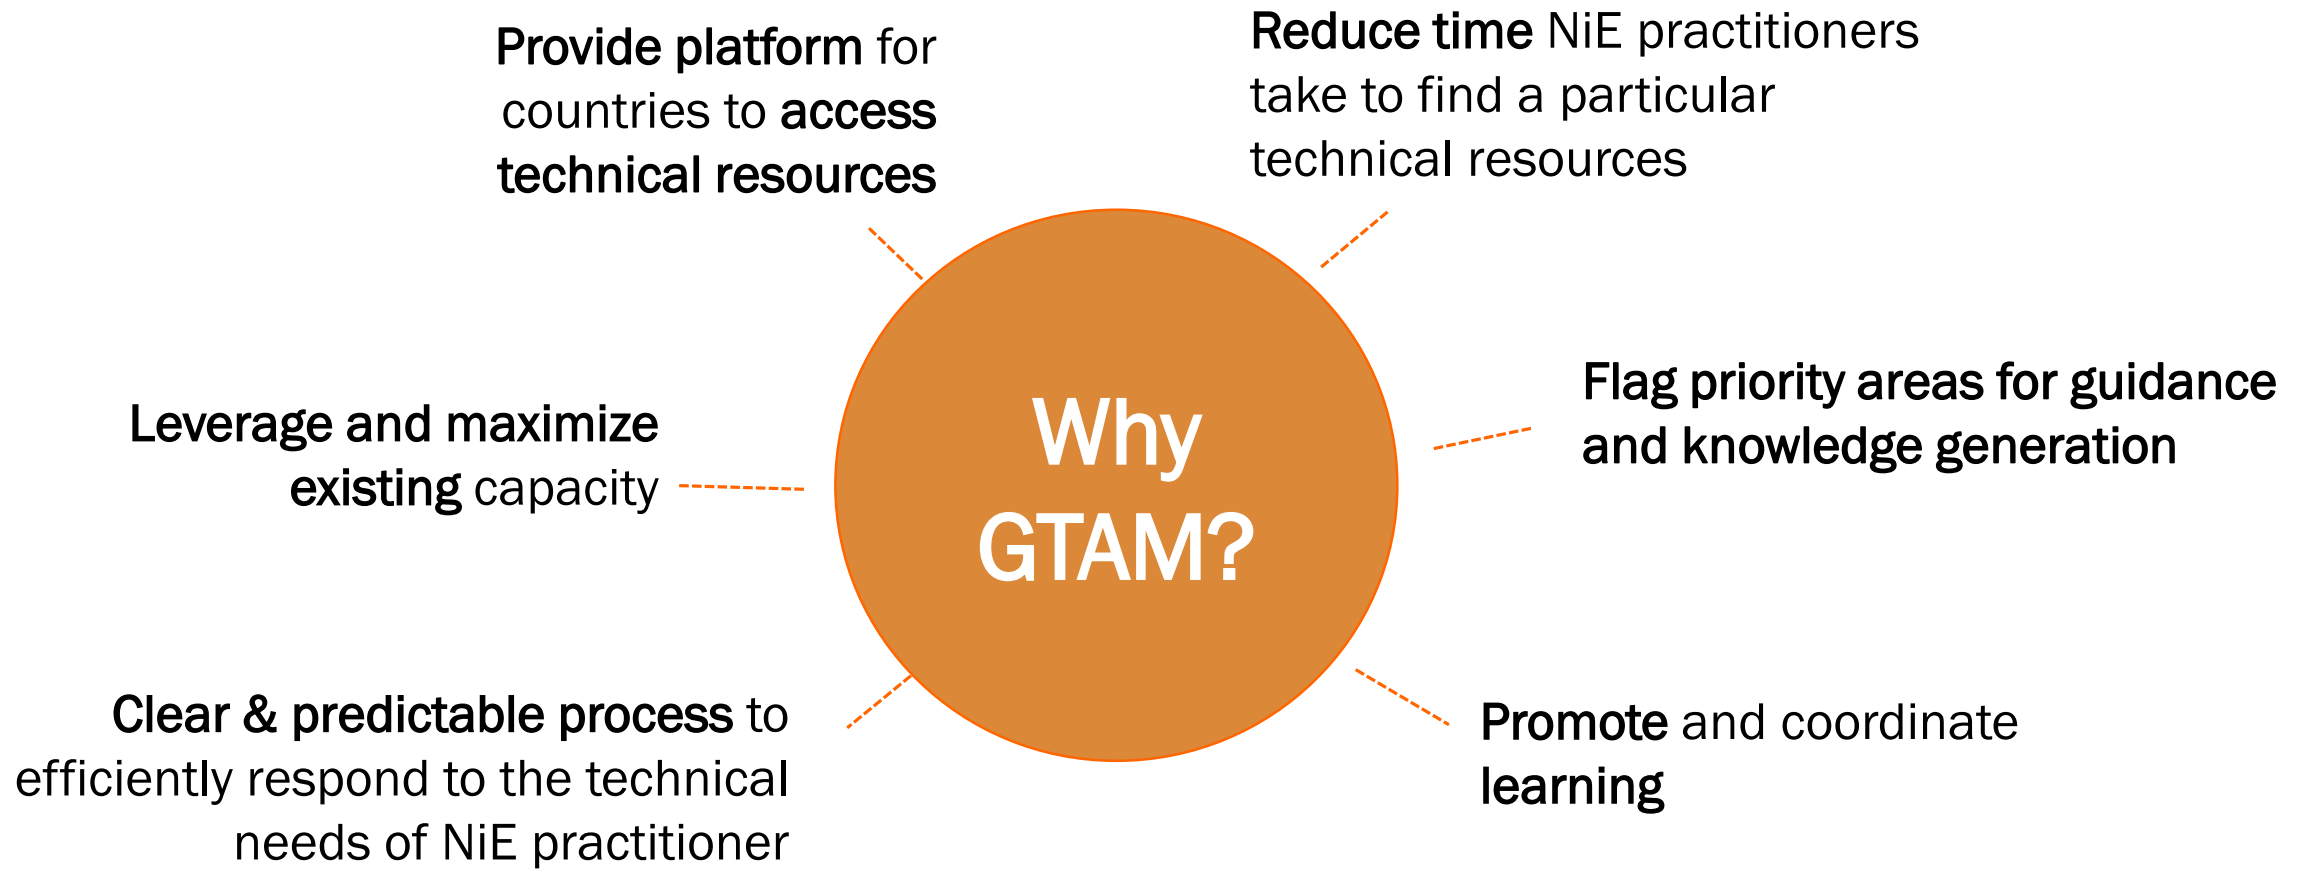 Provide platform for
countries to access
technical resources
Reduce time NiE practitioners
take to find a particular
technical resources
Leverage and maximize
existing capacity
Why
GTAM?
Flag priority areas for guidance
and knowledge generation
Clear & predictable process to
efficiently respond to the technical
needs of NiE practitioner
Promote and coordinate
learning